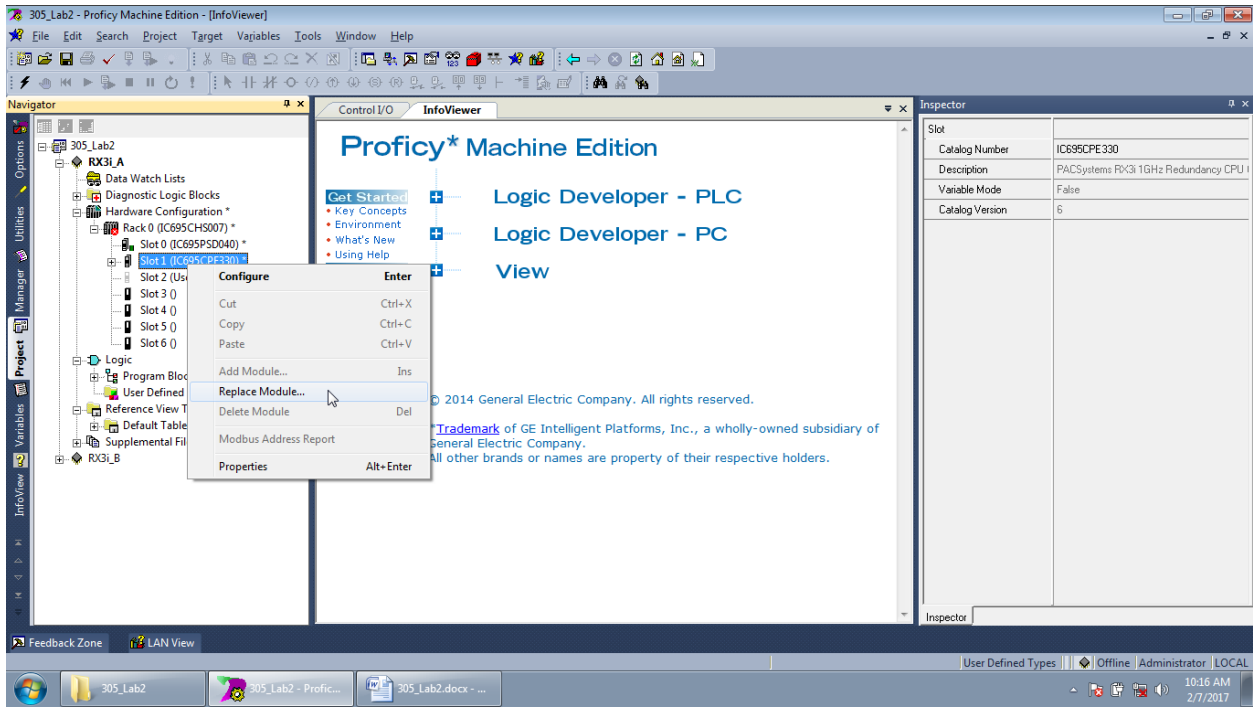 305_Lab2 - Proficy Machine Edition - [InfoViewer]
File Edit Search Project Target Variables Tools Window Help
Navigator
Control I/O InfoViewer
Inspector
Options
Utilities
Manager
Project
Variables
InfoView
305_Lab2
RX3i_A
Data Watch Lists
Diagnostic Logic Blocks
Hardware Configuration *
Rack 0 (IC695CHS007) *
Slot 0 (IC695PSD040) *
Slot 1 (IC695CPE330) *
Slot 2 (Use
Slot 3 ()
Slot 4 ()
Slot 5 ()
Slot 6 ()
Logic
Program Bloc
User Defined
Reference View T
Default Table
Supplemental Fil
RX3i_B
Configure Enter
Cut Ctrl+X
Copy Ctrl+C
Paste Ctrl+V
Add Module... Ins
Replace Module...
Delete Module Del
Modbus Address Report
Properties Alt+Enter
Proficy* Machine Edition
Get Started
• Key Concepts
• Environment
• What's New
• Using Help
Logic Developer - PLC
Logic Developer - PC
View
© 2014 General Electric Company. All rights reserved.
*Trademark of GE Intelligent Platforms, Inc., a wholly-owned subsidiary of
General Electric Company.
All other brands or names are property of their respective holders.
Slot
Catalog Number IC695CPE330
Description PACSystems RX3i 1GHz Redundancy CPU
Variable Mode False
Catalog Version 6
Inspector
Feedback Zone LAN View
User Defined Types Offline Administrator LOCAL
305_Lab2 305_Lab2 - Profic... 305_Lab2.docx - ...
10:16 AM
2/7/2017